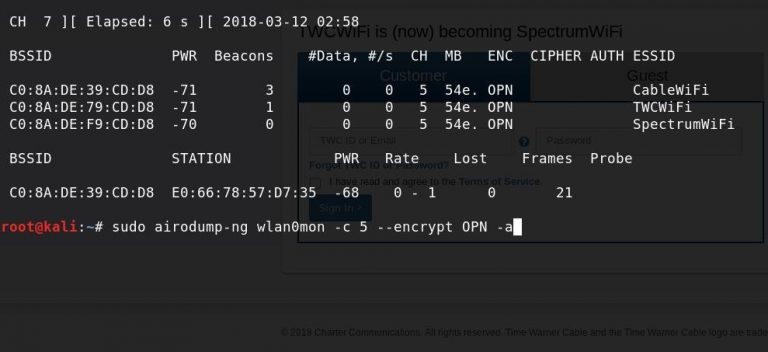 CH 7 ][ Elapsed: 6 s ][ 2018-03-12 02:58
TWCWiFi is (now) becoming SpectrumWiFi
BSSID PWR Beacons #Data, #/s CH MB ENC CIPHER AUTH ESSID
Customer Guest
C0:8A:DE:39:CD:D8 -71 3 0 0 5 54e. OPN CableWiFi
C0:8A:DE:79:CD:D8 -71 1 0 0 5 54e. OPN TWCWiFi
C0:8A:DE:F9:CD:D8 -70 0 0 0 5 54e. OPN SpectrumWiFi
TWC ID or Email Password
BSSID STATION PWR Rate Lost Frames Probe
Forgot TWC ID or Password?
I have read and agree to the Terms of Service
C0:8A:DE:39:CD:D8 E0:66:78:57:D7:35 -68 0 - 1 0 21
Sign In >
root@kali:~# sudo airodump-ng wlan0mon -c 5 --encrypt OPN -a
© 2018 Charter Communications. All rights reserved. Time Warner Cable and the Time Warner Cable logo are trade